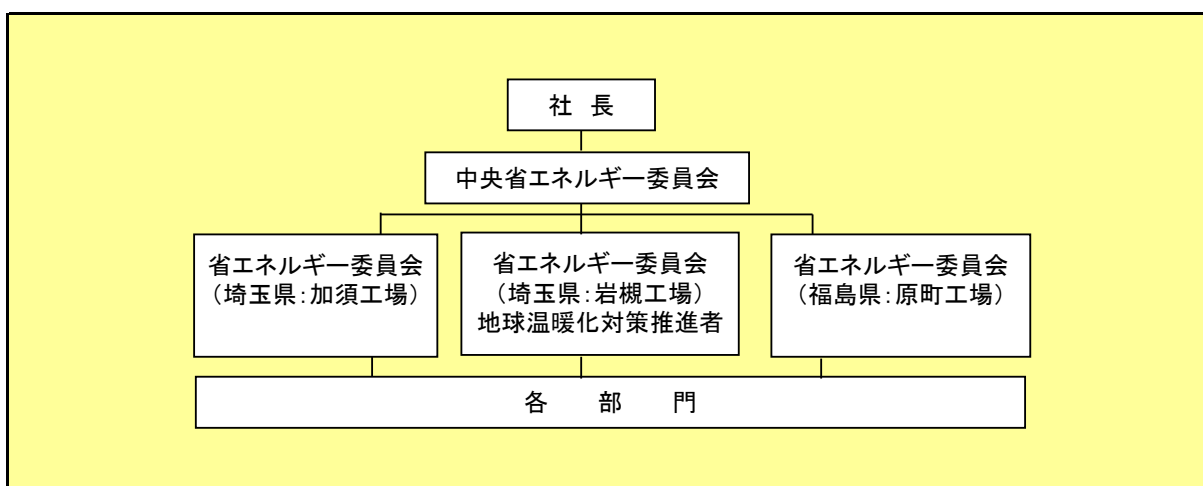 社 長
中央省エネルギー委員会
省エネルギー委員会
（埼玉県：加須工場）
省エネルギー委員会
（埼玉県：岩槻工場）
地球温暖化対策推進者
省エネルギー委員会
（福島県：原町工場）
各 部 門